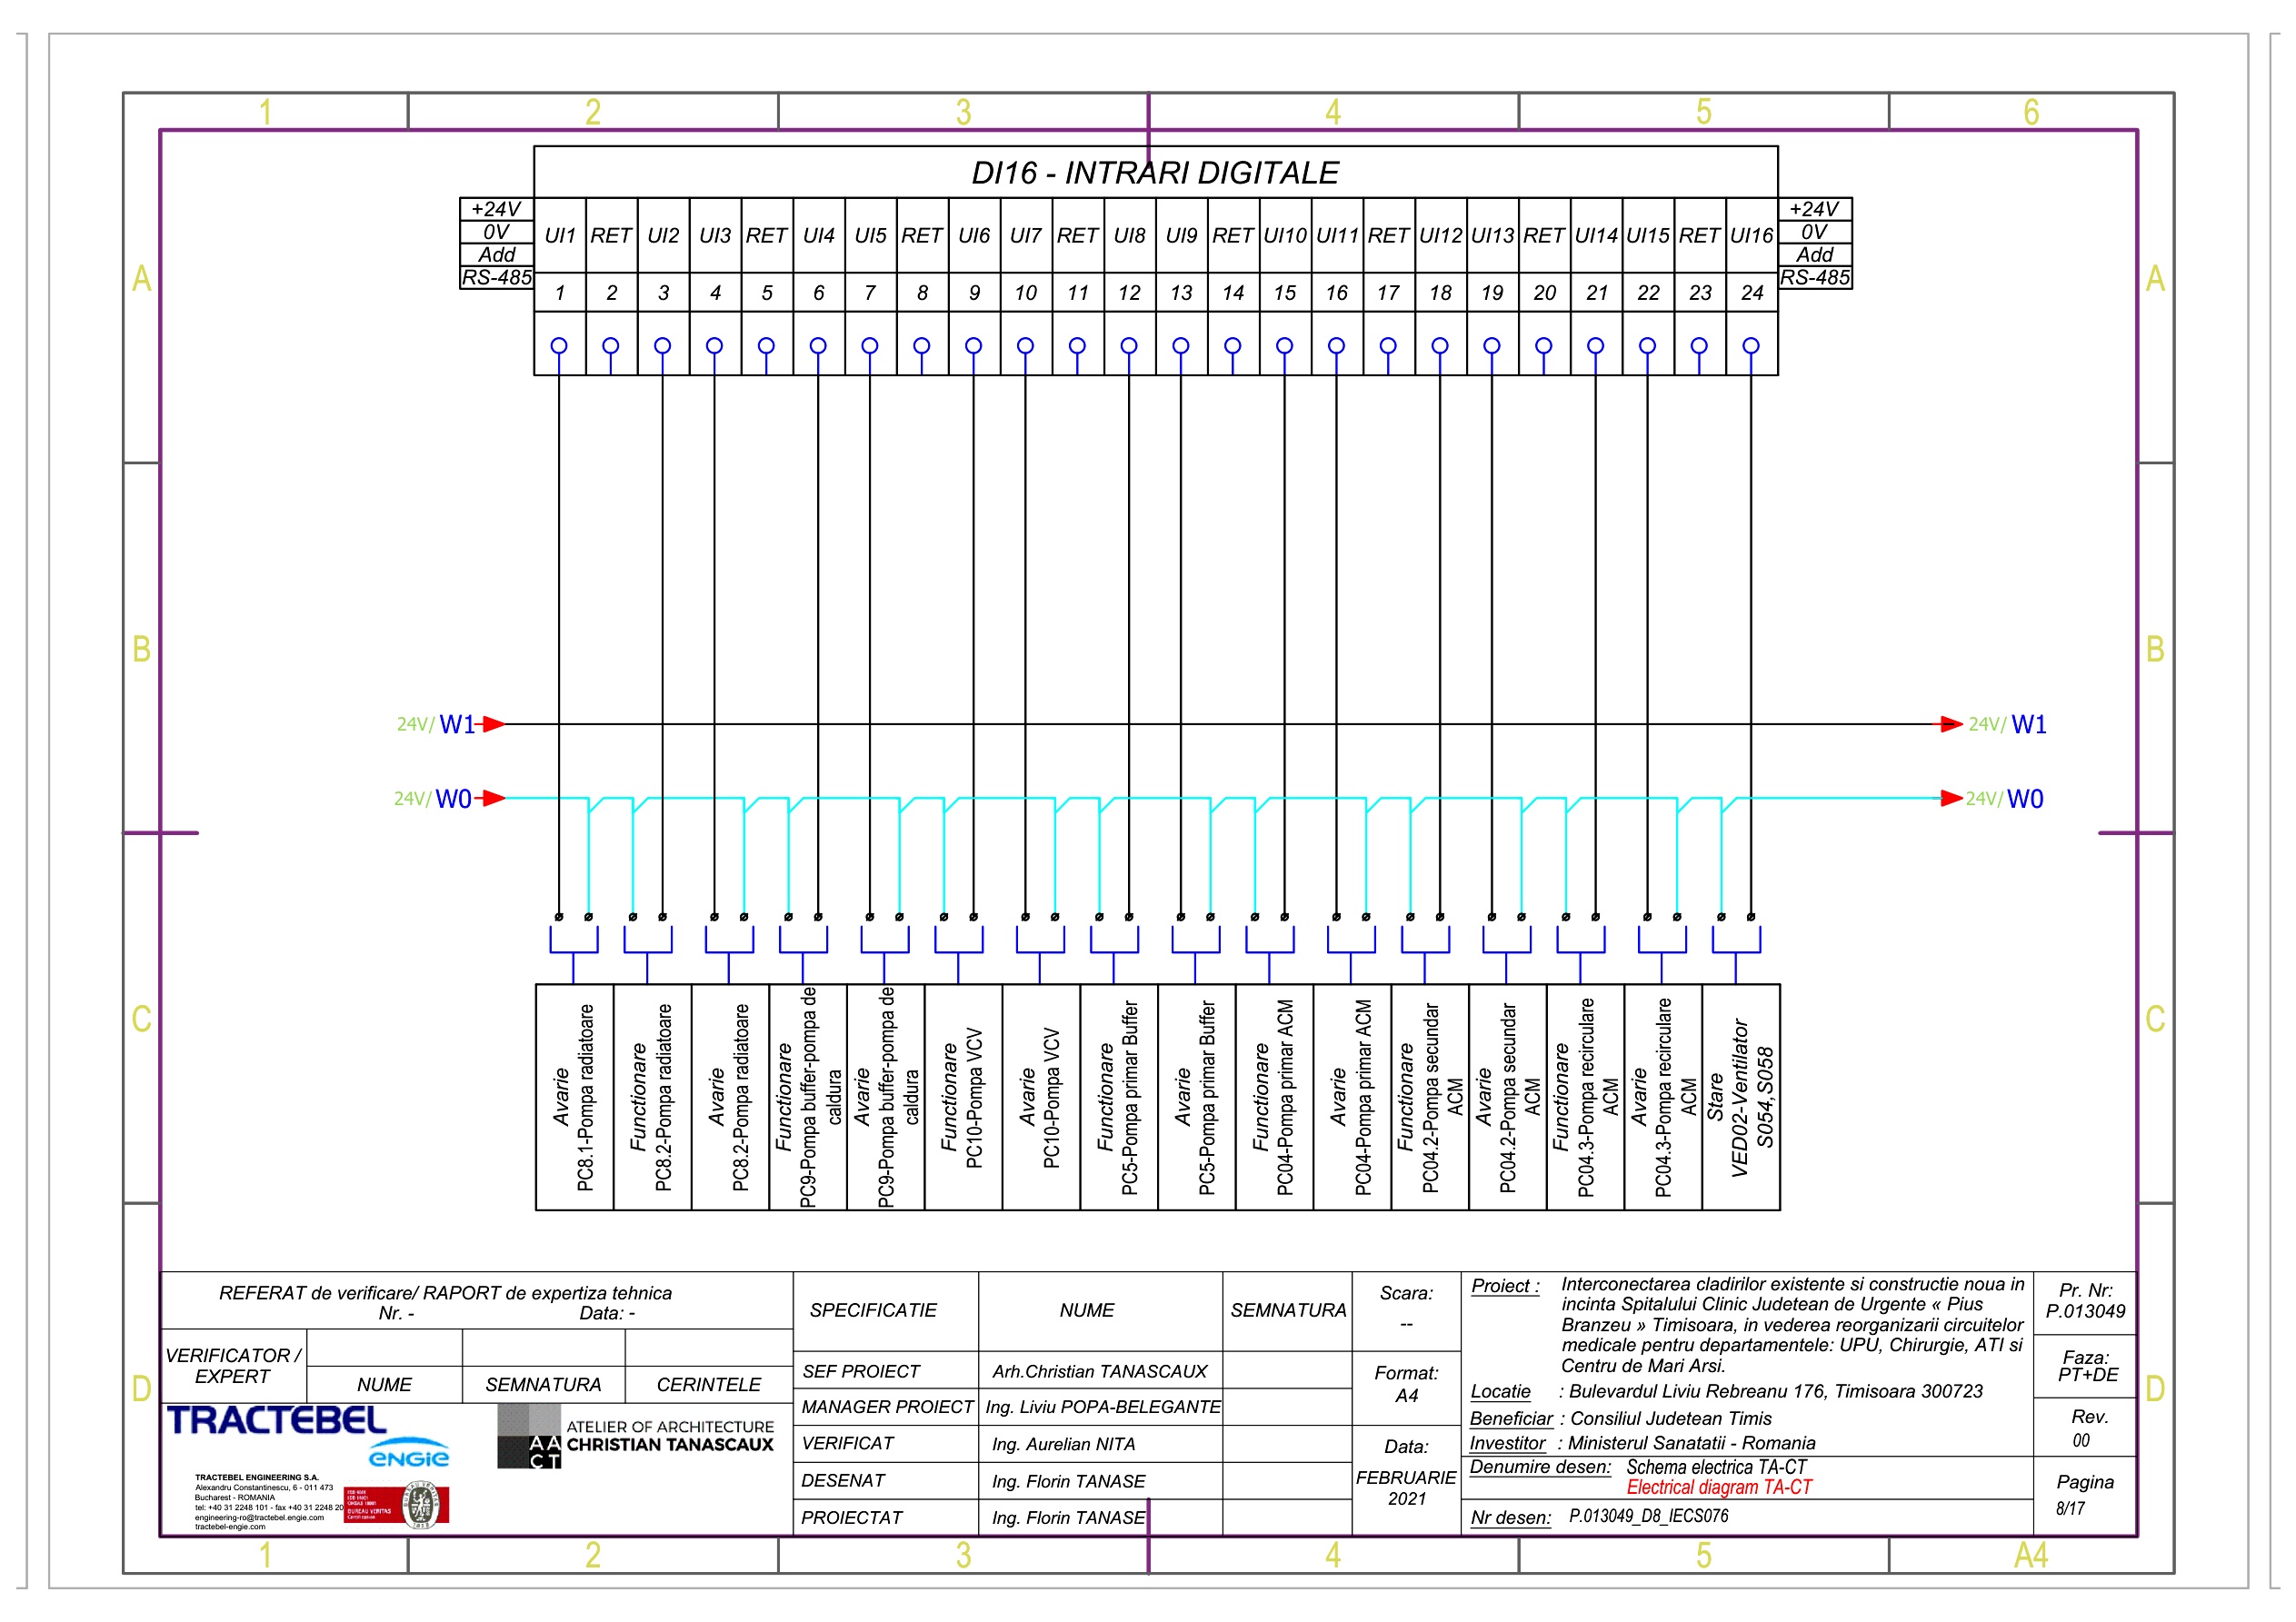 1 2 3 4 5 6
DI16 - INTRARI DIGITALE
+24V
0V
Add
RS-485
UI1 RET UI2 UI3 RET UI4 UI5 RET UI6 UI7 RET UI8 UI9 RET UI10 UI11 RET UI12 UI13 RET UI14 UI15 RET UI16
1 2 3 4 5 6 7 8 9 10 11 12 13 14 15 16 17 18 19 20 21 22 23 24
+24V
0V
Add
RS-485
A A
B B
24V/ W1 24V/ W1
24V/ W0 24V/ W0
C C
Avarie
PC8.1-Pompa radiatoare
Functionare
PC8.2-Pompa radiatoare
Avarie
PC8.2-Pompa radiatoare
Functionare
PC9-Pompa buffer-pompa de
caldura
Avarie
PC9-Pompa buffer-pompa de
caldura
Functionare
PC10-Pompa VCV
Avarie
PC10-Pompa VCV
Functionare
PC5-Pompa primar Buffer
Avarie
PC5-Pompa primar Buffer
Functionare
PC04-Pompa primar ACM
Avarie
PC04-Pompa primar ACM
Functionare
PC04.2-Pompa secundar
ACM
Avarie
PC04.2-Pompa secundar
ACM
Functionare
PC04.3-Pompa recirculare
ACM
Avarie
PC04.3-Pompa recirculare
ACM
Stare
VED02-Ventilator
S054,S058
D D
REFERAT de verificare/ RAPORT de expertiza tehnica
Nr. - Data: -
VERIFICATOR /
EXPERT
NUME SEMNATURA CERINTELE
TRACTEBEL
ENGIE
TRACTEBEL ENGINEERING S.A.
Alexandru Constantinescu, 6 - 011 473
Bucharest - ROMANIA
tel: +40 31 2248 101 - fax +40 31 2248 20
engineering-ro@tractebel.engie.com
tractebel-engie.com
BUREAU VERITAS
Certification
AA
CT
ATELIER OF ARCHITECTURE
CHRISTIAN TANASCAUX
SPECIFICATIE NUME SEMNATURA
SEF PROIECT Arh.Christian TANASCAUX
MANAGER PROIECT Ing. Liviu POPA-BELEGANTE
VERIFICAT Ing. Aurelian NITA
DESENAT Ing. Florin TANASE
PROIECTAT Ing. Florin TANASE
Scara:
--
Format:
A4
Data:
FEBRUARIE
2021
Proiect : Interconectarea cladirilor existente si constructie noua in
incinta Spitalului Clinic Judetean de Urgente « Pius
Branzeu » Timisoara, in vederea reorganizarii circuitelor
medicale pentru departamentele: UPU, Chirurgie, ATI si
Centru de Mari Arsi.
Locatie : Bulevardul Liviu Rebreanu 176, Timisoara 300723
Beneficiar : Consiliul Judetean Timis
Investitor : Ministerul Sanatatii - Romania
Denumire desen: Schema electrica TA-CT
Electrical diagram TA-CT
Nr desen: P.013049_D8_IECS076
Pr. Nr:
P.013049
Faza:
PT+DE
Rev.
00
Pagina
8/17
1 2 3 4 5 A4